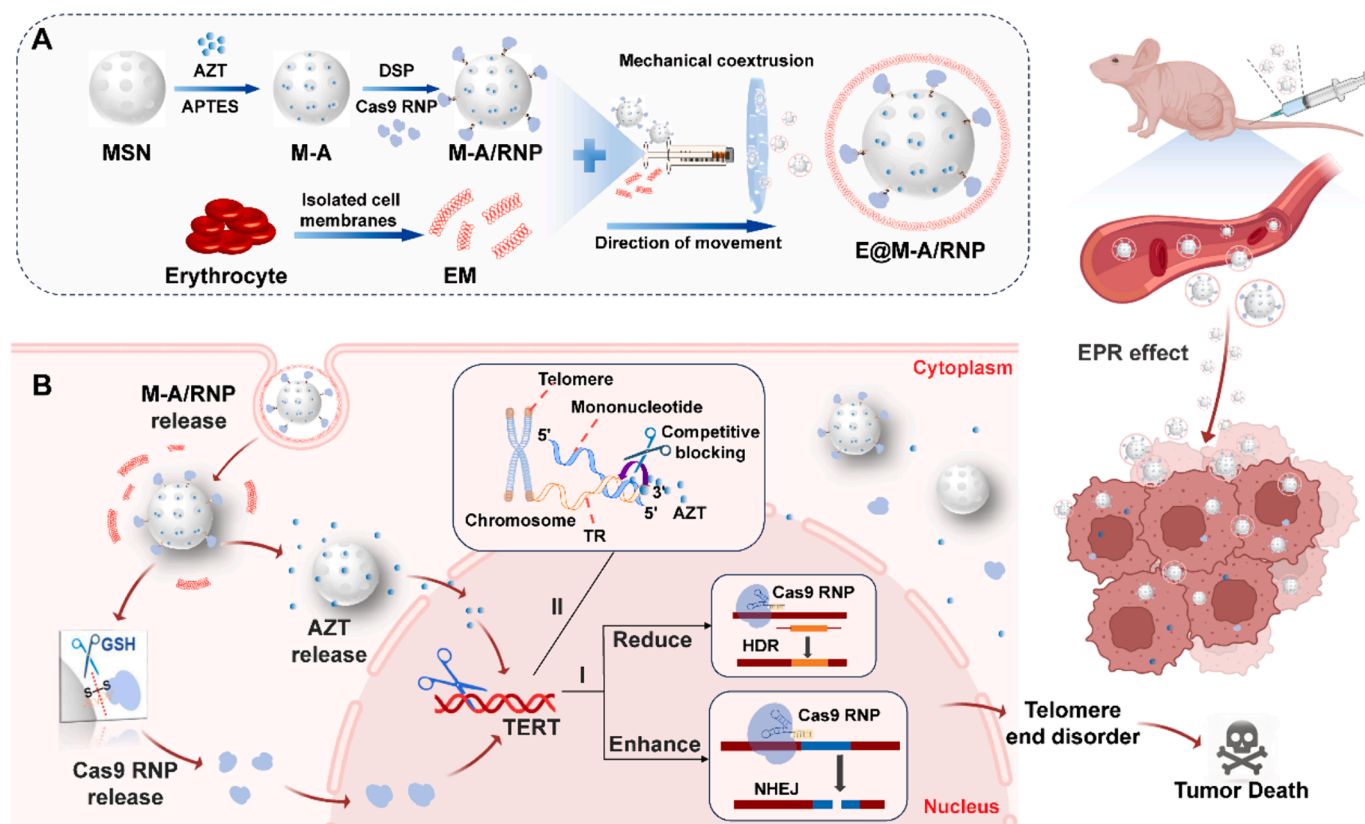 A
AZT
APTES
DSP
Cas9 RNP
MSN
M-A
M-A/RNP
Mechanical coextrusion
Isolated cell
membranes
Direction of movement
Erythrocyte
EM
E@M-A/RNP
EPR effect
B
M-A/RNP
release
Cytoplasm
Telomere
Mononucleotide
5'
Competitive
blocking
3'
5'
AZT
Chromosome
TR
AZT
release
II
GSH
S
S
Cas9 RNP
release
TERT
I
Reduce
Cas9 RNP
HDR
Enhance
Cas9 RNP
NHEJ
Nucleus
Telomere
end disorder
Tumor Death